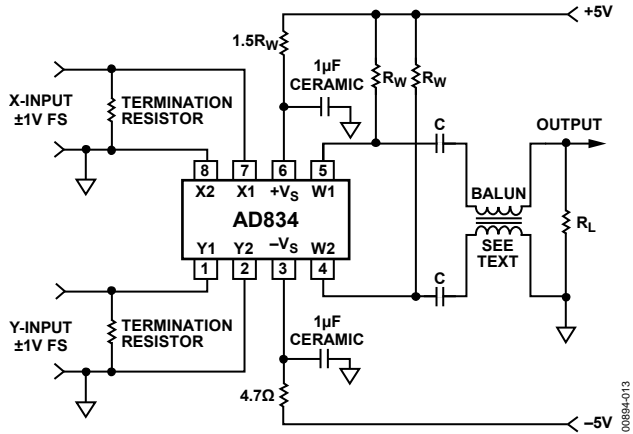 +5V
1.5RW
1µF
CERAMIC
RW
RW
X-INPUT
±1V FS
TERMINATION
RESISTOR
C
OUTPUT
8
7
6
5
X2
X1
+VS
W1
BALUN
AD834
RL
SEE
TEXT
Y1
Y2
–VS
W2
1
2
3
4
C
Y-INPUT
±1V FS
TERMINATION
RESISTOR
1µF
CERAMIC
4.7Ω
–5V
00894-013